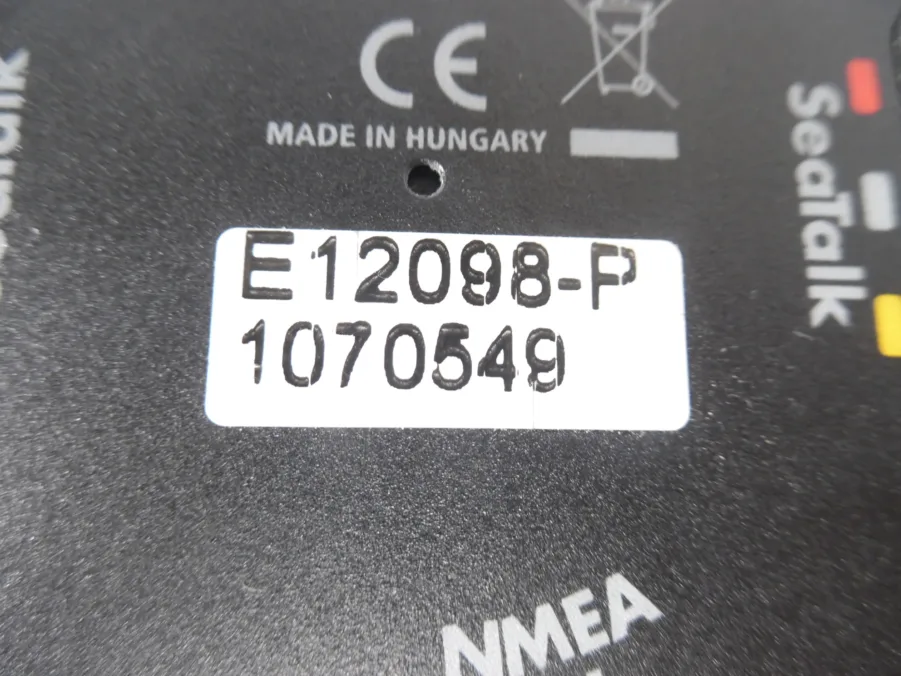 CE
MADE IN HUNGARY
E12098-P
1070549
SeaTalk
NMEA